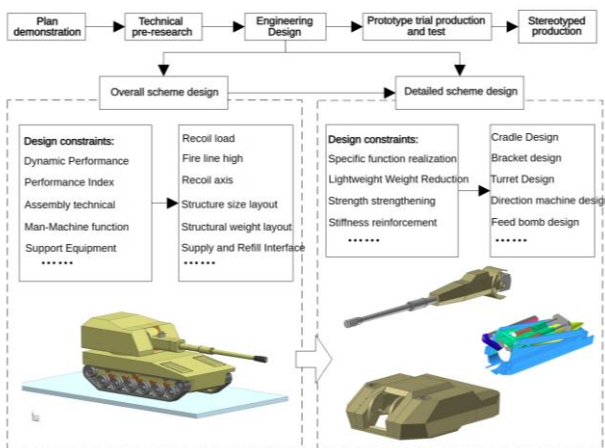 Plan
demonstration
Technical
pre-research
Engineering
Design
Prototype trial production
and test
Stereotyped
production
Overall scheme design
Detailed scheme design
Design constraints:
Dynamic Performance
Performance Index
Assembly technical
Man-Machine function
Support Equipment
••••••
Recoil load
Fire line high
Recoil axis
Structure size layout
Structural weight layout
Supply and Refill Interface
••••••
Design constraints:
Specific function realization
Lightweight Weight Reduction
Strength strengthening
Stiffness reinforcement
••••••
Cradle Design
Bracket design
Turret Design
Direction machine design
Feed bomb design
••••••